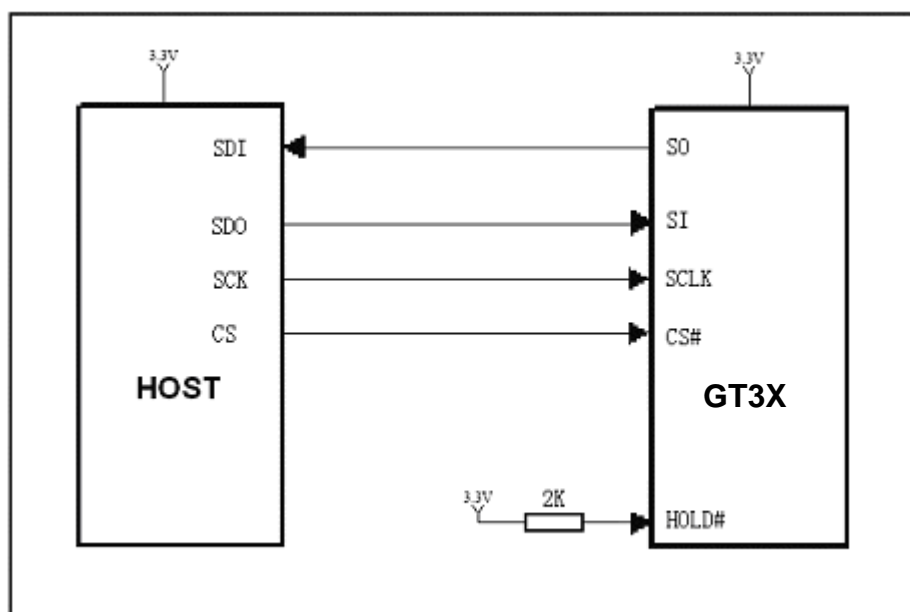 3.3V 3.3V
SDI SO
SDO SI
SCK SCLK
CS CS#
HOST GT3X
3.3V 2K HOLD#